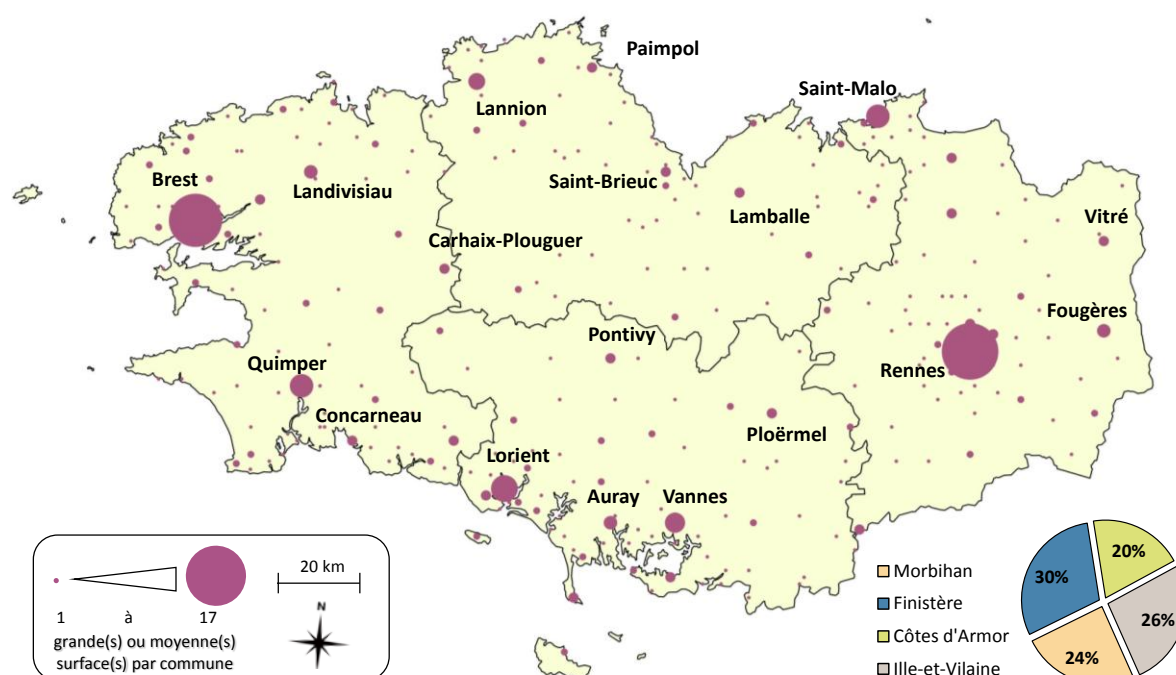 Paimpol
Saint-Malo
Lannion
Brest
Landivisiau
Saint-Brieuc
Lamballe
Vitré
Carhaix-Plouguer
Fougères
Pontivy
Quimper
Rennes
Concarneau
Ploërmel
Lorient
Auray
Vannes
1 à 17
grande(s) ou moyenne(s)
surface(s) par commune
20 km
N
Morbihan
Finistère
Côtes d'Armor
Ille-et-Vilaine
20%
30%
26%
24%